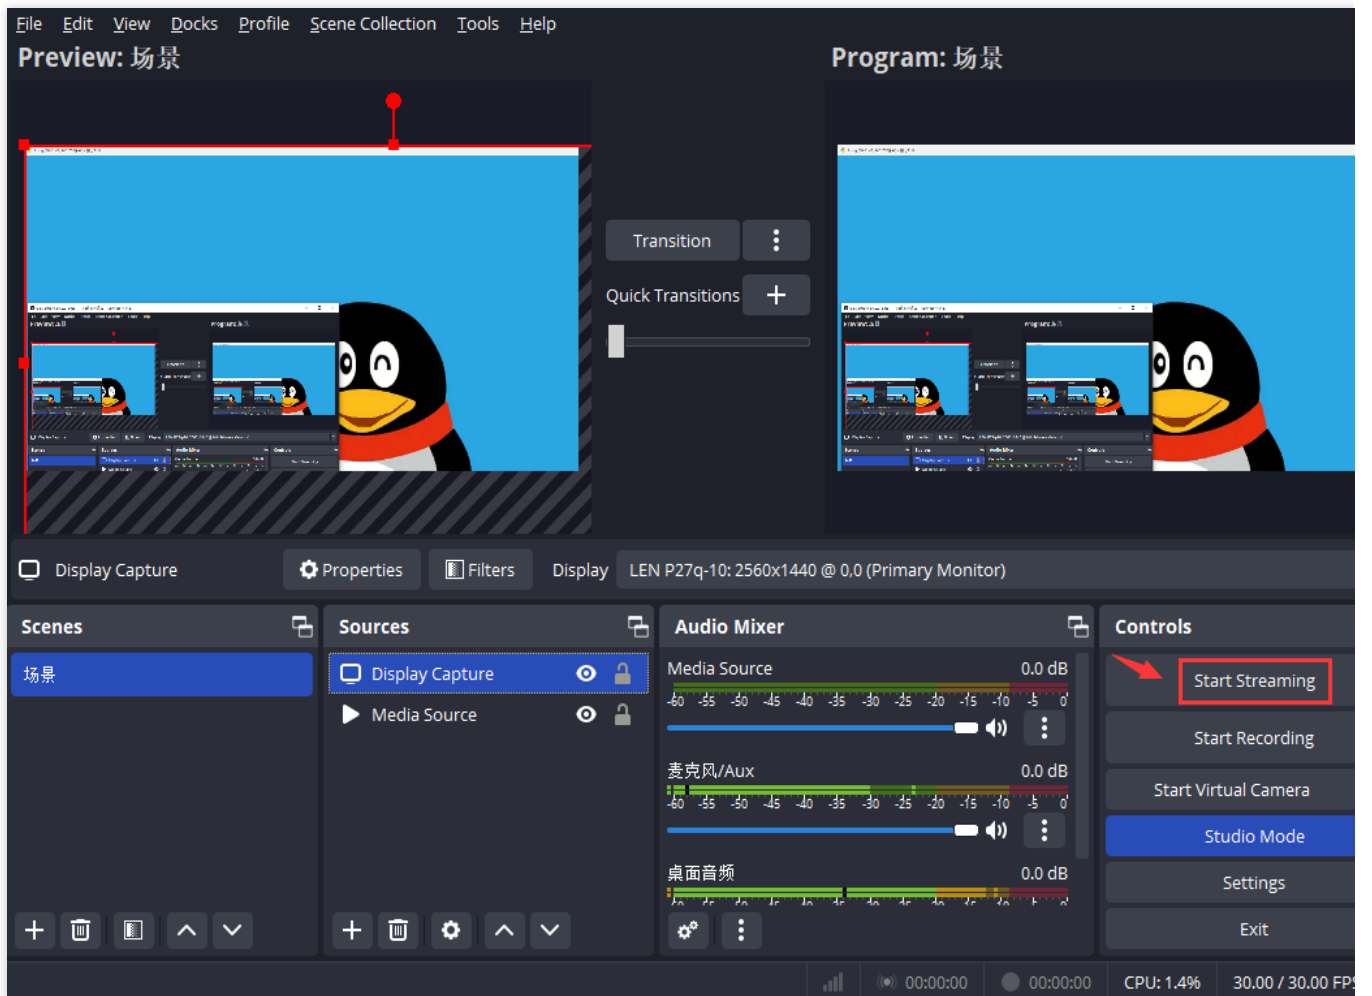 File Edit View Docks Profile Scene Collection Tools Help
Preview: 场景
Program: 场景
Transition
Quick Transitions
Display Capture
Properties
Filters
Display
LEN P27q-10: 2560x1440 @ 0,0 (Primary Monitor)
Scenes
场景
Sources
Display Capture
Media Source
Audio Mixer
Media Source 0.0 dB
-60 -55 -50 -45 -40 -35 -30 -25 -20 -15 -10 -5 0
麦克风/Aux 0.0 dB
-60 -55 -50 -45 -40 -35 -30 -25 -20 -15 -10 -5 0
桌面音频 0.0 dB
Controls
Start Streaming
Start Recording
Start Virtual Camera
Studio Mode
Settings
Exit
00:00:00
00:00:00
CPU: 1.4%
30.00 / 30.00 FPS